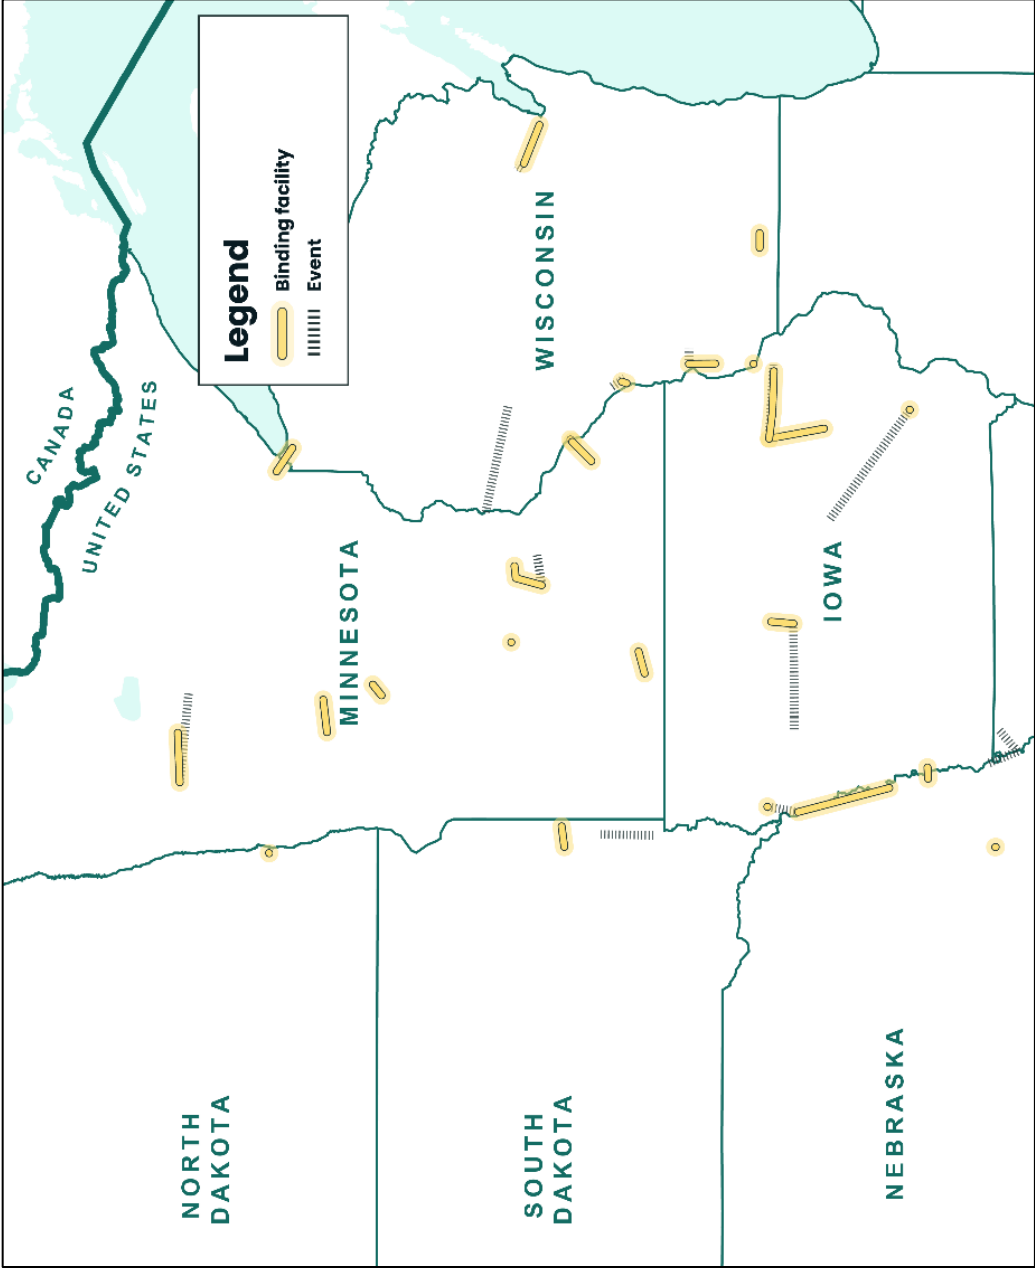 CANADA
UNITED STATES
Legend
Binding facility
Event
NORTH
DAKOTA
MINNESOTA
WISCONSIN
SOUTH
DAKOTA
IOWA
NEBRASKA